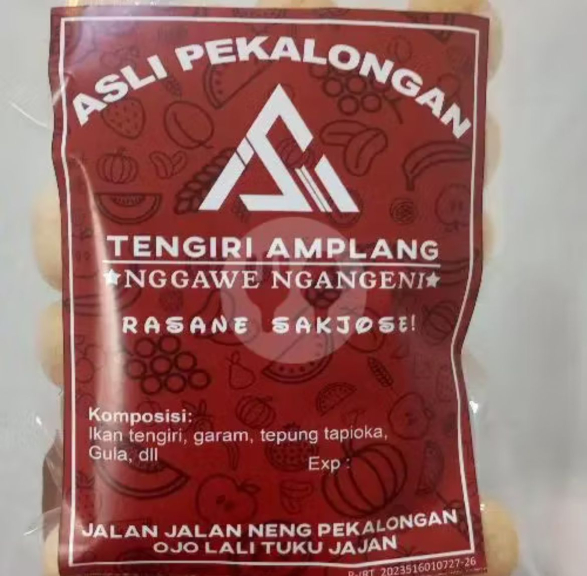 ASLI PEKALONGAN
TENGIRI AMPLANG
★NGGAWE NGANGENI★
RASANE SAKJOSE!
Komposisi:
Ikan tengiri, garam, tepung tapioka,
Gula, dll
Exp :
JALAN JALAN NENG PEKALONGAN
OJO LALI TUKU JAJAN
P-IRT 2023516010727-26